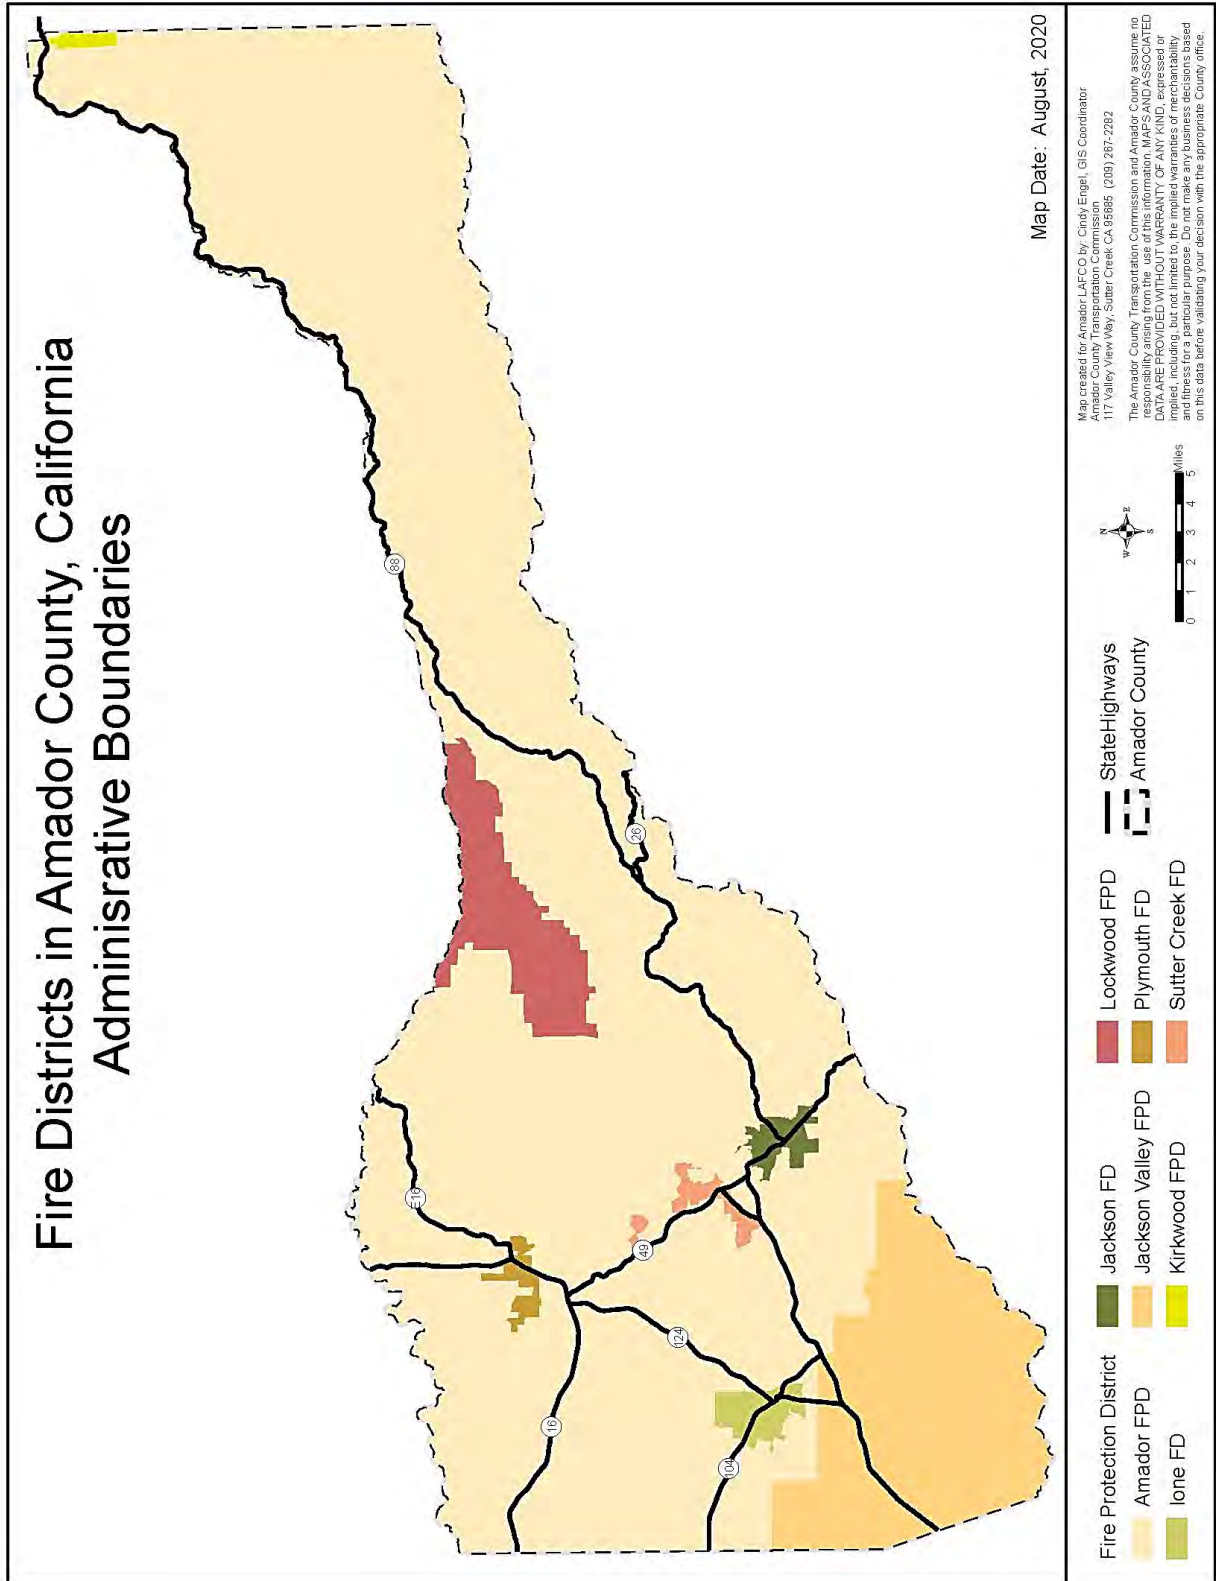 Fire Districts in Amador County, California
Adminisrative Boundaries
88
26
E16
49
16
124
104
Map Date: August, 2020
Fire Protection District
Amador FPD
Ione FD
Jackson FD
Jackson Valley FPD
Kirkwood FPD
Lockwood FPD
Plymouth FD
Sutter Creek FD
StateHighways
Amador County
N
W E
S
0 1 2 3 4 5
Miles
Map created for Amador LAFCO by: Cindy Engel, GIS Coordinator
Amador County Transportation Commission
117 Valley View Way, Sutter Creek CA 95685 (209) 267-2282
The Amador County Transportation Commission and Amador County assume no
responsibility arising from the use of this information. MAPS AND ASSOCIATED
DATA ARE PROVIDED WITHOUT WARRANTY OF ANY KIND, expressed or
implied, including, but not limited to, the implied warranties of merchantability
and fitness for a particular purpose. Do not make any business decisions based
on this data before validating your decision with the appropriate County office.